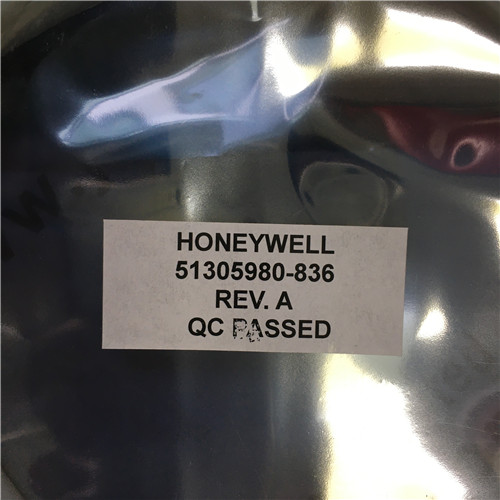 HONEYWELL
51305980-836
REV. A
QC PASSED